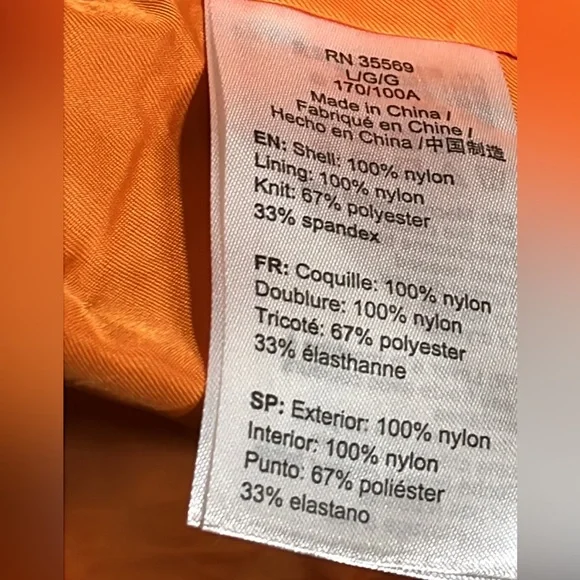 RN 35569
L/G/G
170/100A
Made in China /
Fabriqué en Chine /
Hecho en China /中国制造
EN: Shell: 100% nylon
Lining: 100% nylon
Knit: 67% polyester
33% spandex
FR: Coquille: 100% nylon
Doublure: 100% nylon
Tricoté: 67% polyester
33% élasthanne
SP: Exterior: 100% nylon
Interior: 100% nylon
Punto: 67% poliéster
33% elastano